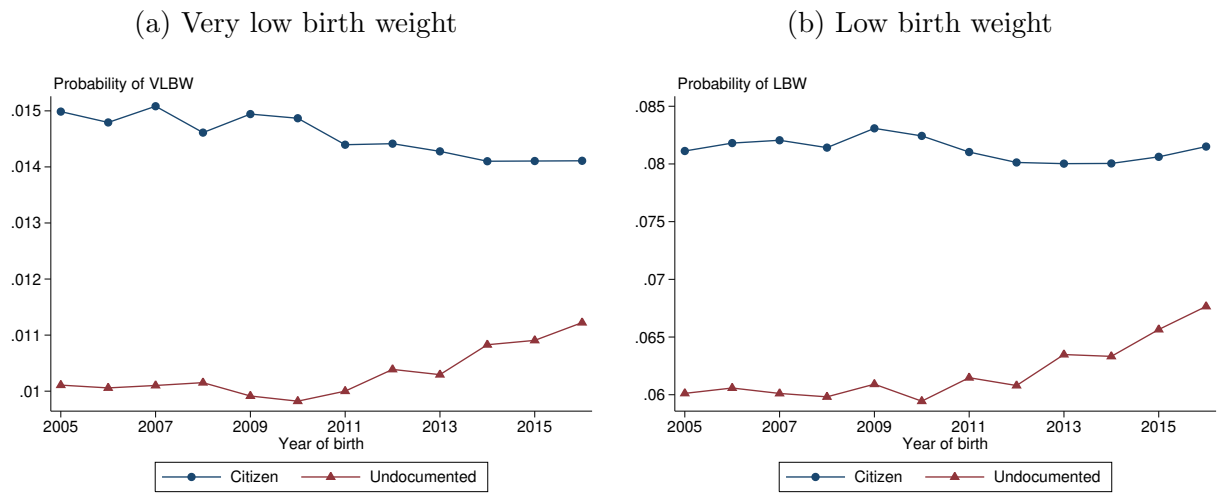 (a) Very low birth weight
Probability of VLBW
.015
.014
.013
.012
.011
.01
2005 2007 2009 2011 2013 2015
Year of birth
Citizen Undocumented
(b) Low birth weight
Probability of LBW
.085
.08
.075
.07
.065
.06
2005 2007 2009 2011 2013 2015
Year of birth
Citizen Undocumented